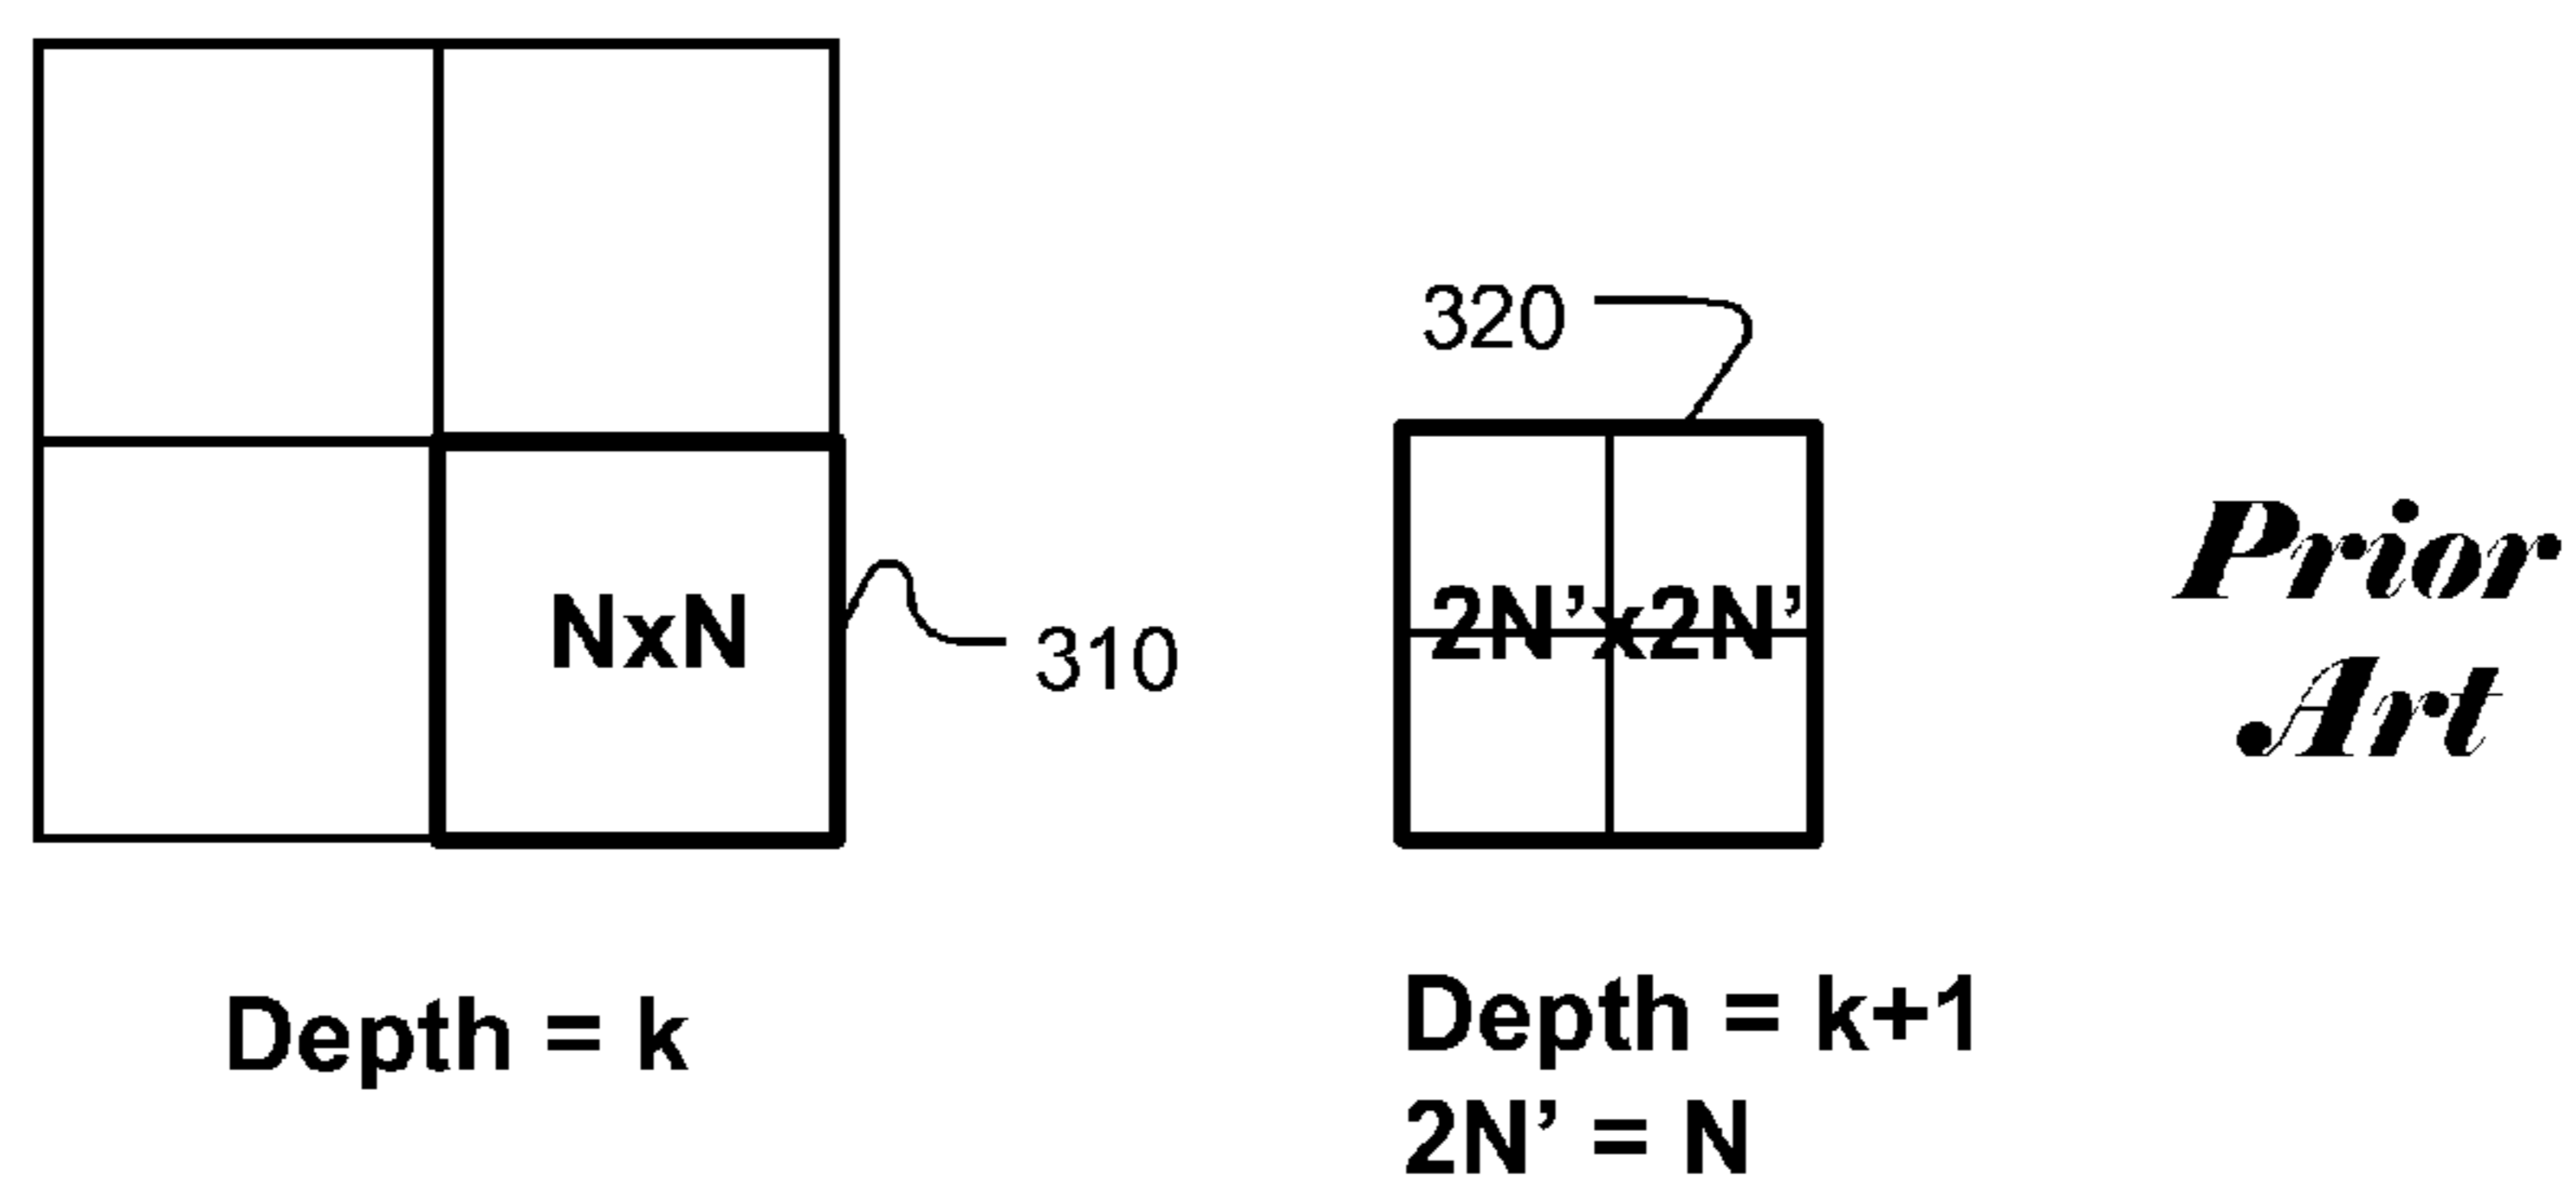 320
2N’x2N’
NxN
310
Prior
Art
Depth = k
Depth = k+1
2N’ = N